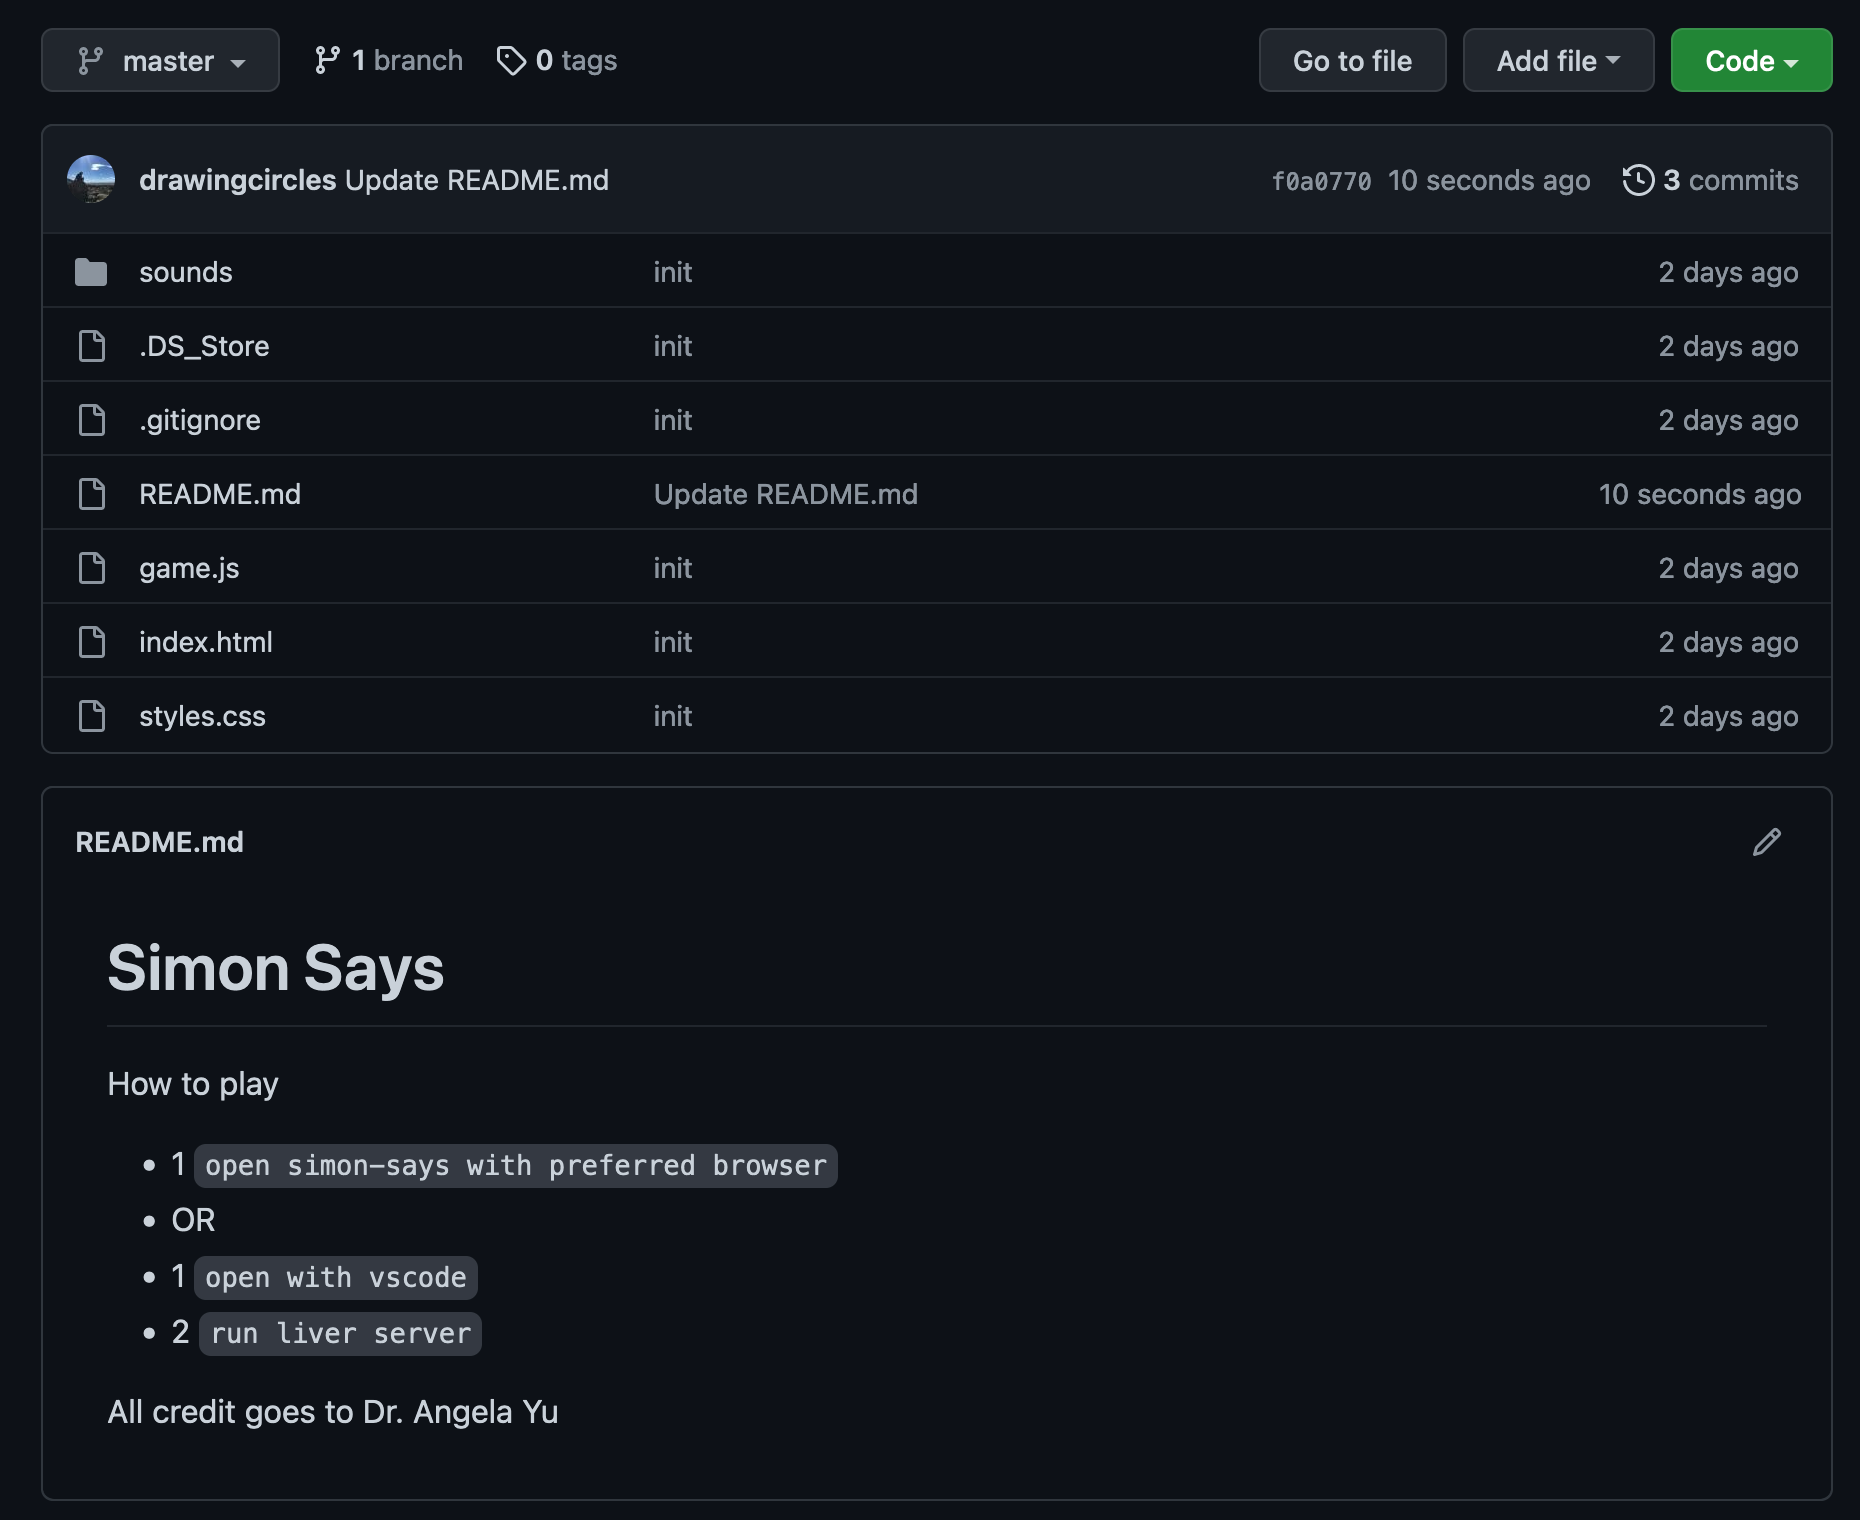 master 1 branch 0 tags Go to file Add file Code
drawingcircles Update README.md f0a0770 10 seconds ago 3 commits
sounds init 2 days ago
.DS_Store init 2 days ago
.gitignore init 2 days ago
README.md Update README.md 10 seconds ago
game.js init 2 days ago
index.html init 2 days ago
styles.css init 2 days ago
README.md
Simon Says
How to play
• 1 open simon-says with preferred browser
• OR
• 1 open with vscode
• 2 run liver server
All credit goes to Dr. Angela Yu